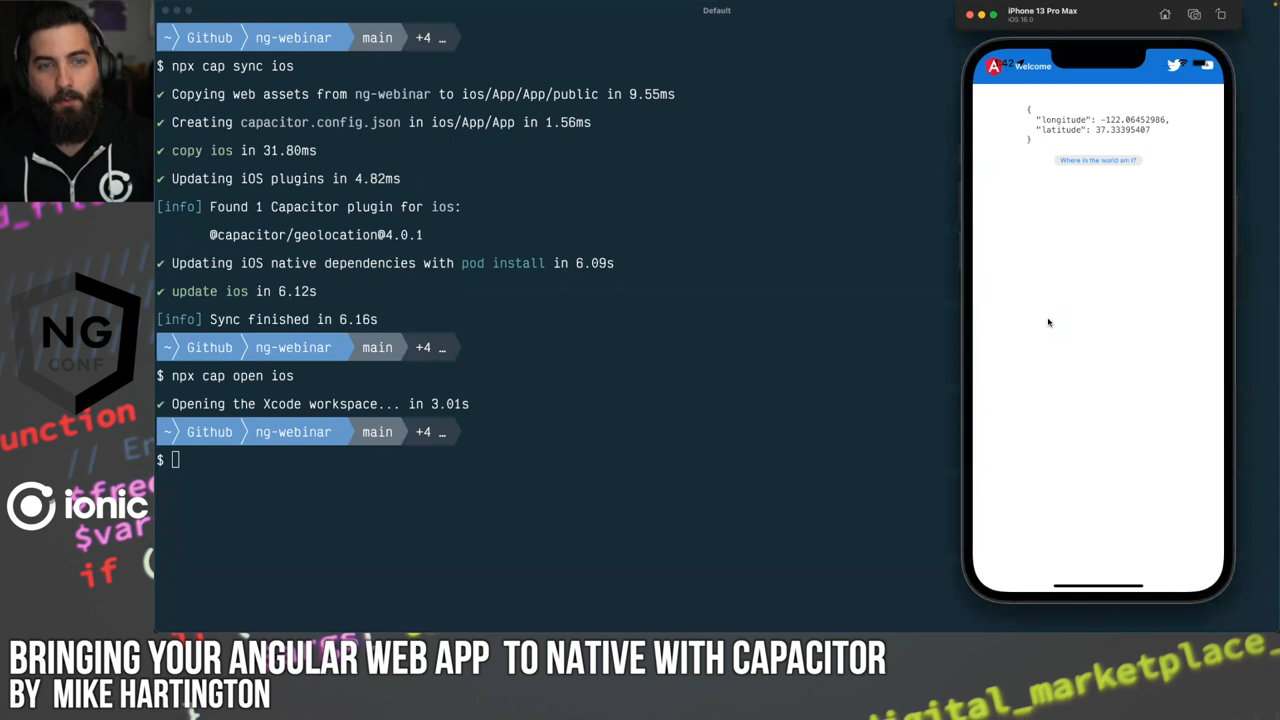 Default
~ Github ng-webinar main +4 …
$ npx cap sync ios
✔ Copying web assets from ng-webinar to ios/App/App/public in 9.55ms
✔ Creating capacitor.config.json in ios/App/App in 1.56ms
✔ copy ios in 31.80ms
✔ Updating iOS plugins in 4.82ms
[info] Found 1 Capacitor plugin for ios:
@capacitor/geolocation@4.0.1
✔ Updating iOS native dependencies with pod install in 6.09s
✔ update ios in 6.12s
[info] Sync finished in 6.16s
~ Github ng-webinar main +4 …
$ npx cap open ios
✔ Opening the Xcode workspace... in 3.01s
~ Github ng-webinar main +4 …
$
iPhone 13 Pro Max
iOS 16.0
Welcome
{
"longitude": -122.06452986,
"latitude": 37.33395407
}
Where in the world am I?
NG
CONF
unction
// En
ionic
$free
$var
if (
BRINGING YOUR ANGULAR WEB APP TO NATIVE WITH CAPACITOR
BY MIKE HARTINGTON
digital_marketplace_